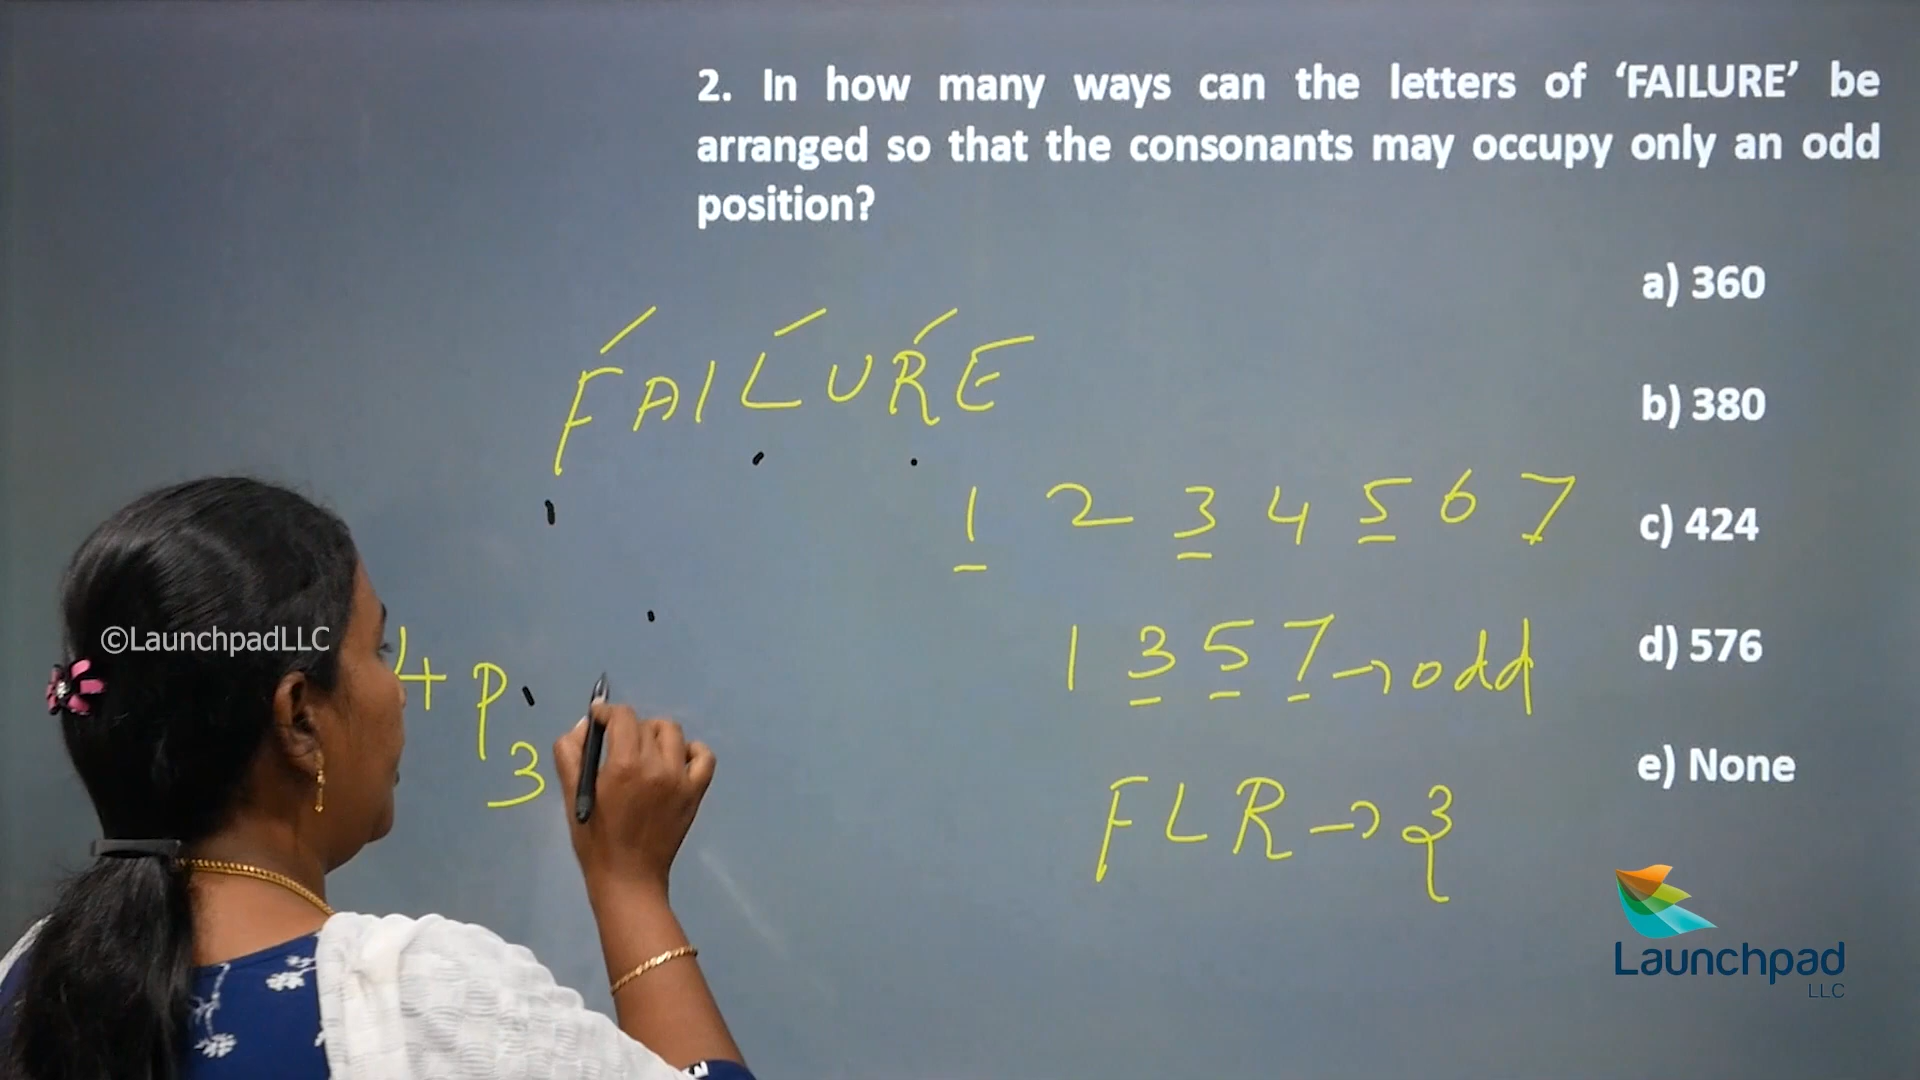 2. In how many ways can the letters of ‘FAILURE’ be
arranged so that the consonants may occupy only an odd
position?
a) 360
b) 380
c) 424
d) 576
e) None
FAILURE
1 2 3 4 5 6 7
1 3 5 7 → odd
4 P 3
FLR → 3
©LaunchpadLLC
Launchpad
LLC